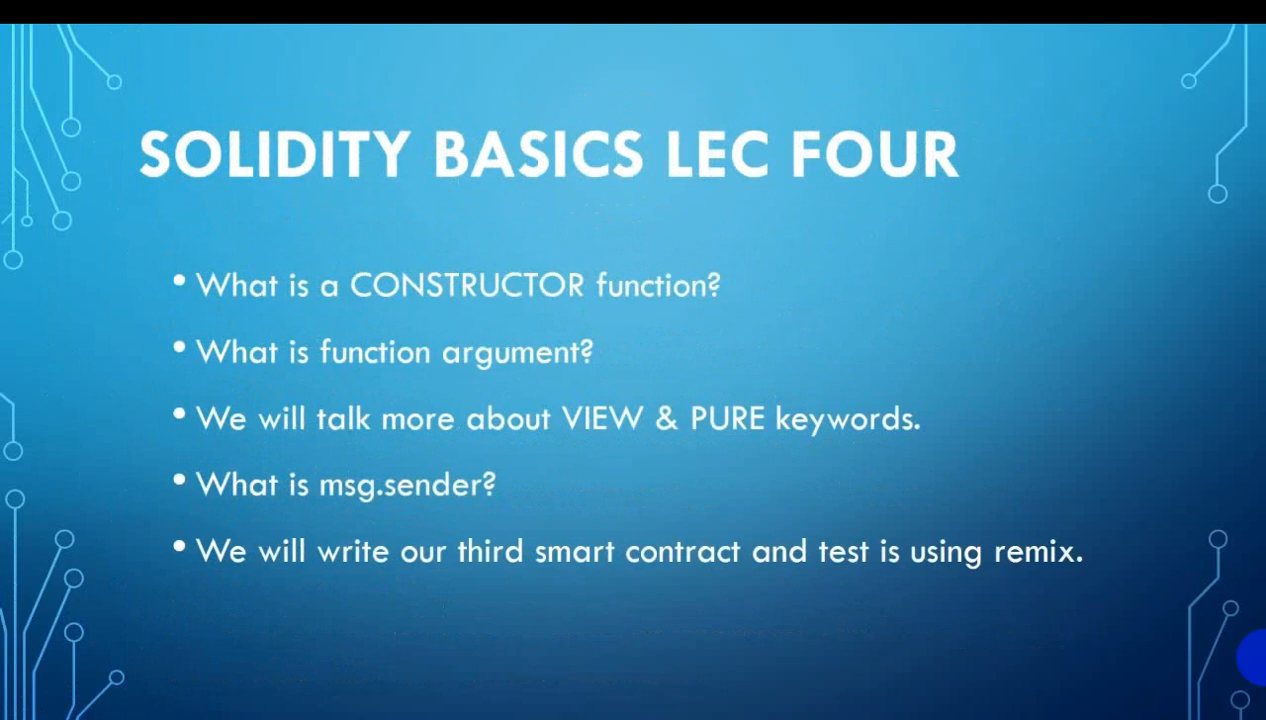 SOLIDITY BASICS LEC FOUR
• What is a CONSTRUCTOR function?
• What is function argument?
• We will talk more about VIEW & PURE keywords.
• What is msg.sender?
• We will write our third smart contract and test is using remix.